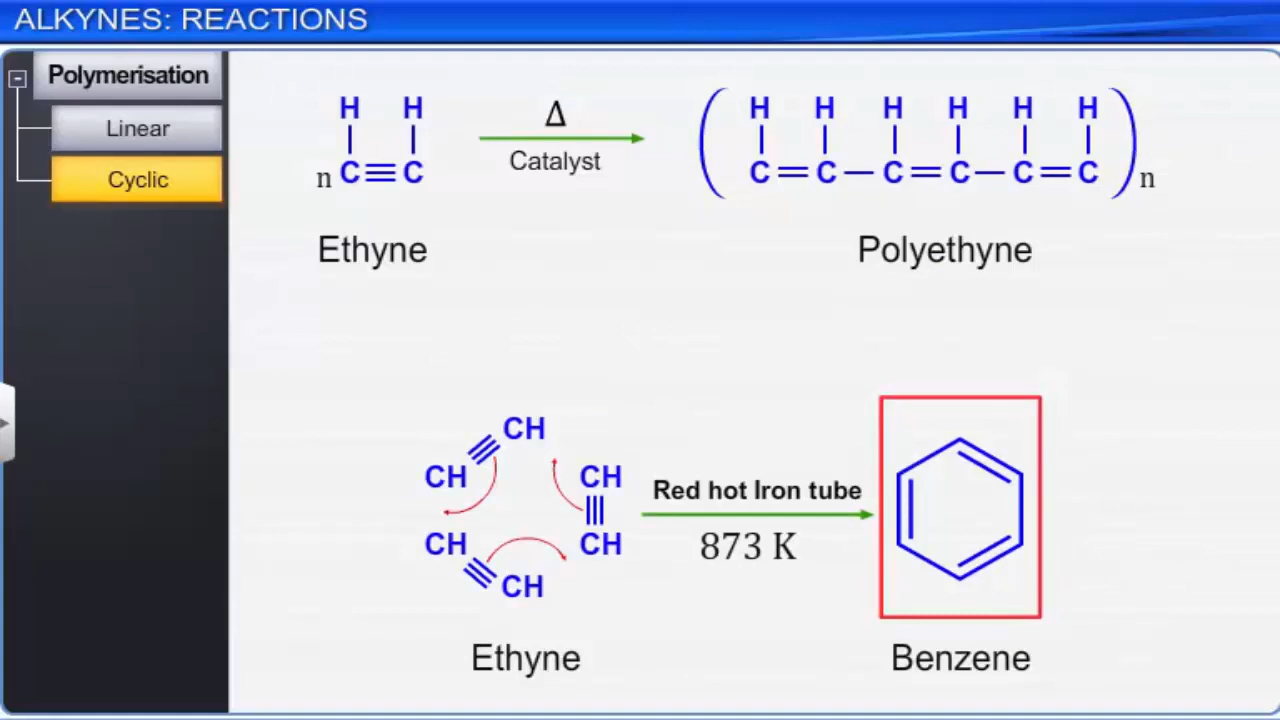 ALKYNES: REACTIONS
Polymerisation
Linear
Cyclic
H H
n C≡C
Δ
Catalyst
H H H H H H
( C=C—C=C—C=C )n
Ethyne
Polyethyne
CH≡CH
CH≡CH
CH≡CH
Red hot Iron tube
873 K
Ethyne
Benzene